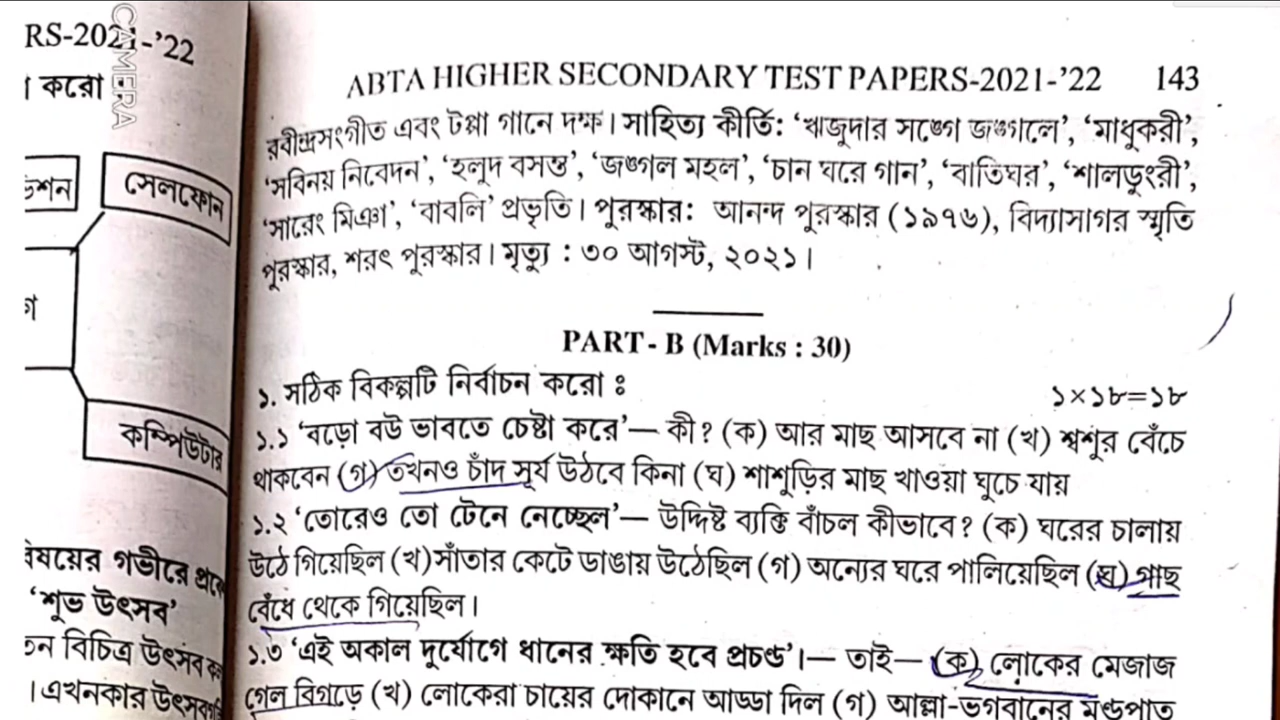 RS-2021-’22
CAMERA
। করো
সেলফোন
কম্পিউটার
বিষয়ের গভীরে
‘শুভ উৎসব’
বিচিত্র উৎসব
। এখনকার
ABTA HIGHER SECONDARY TEST PAPERS-2021-’22 143
রবীন্দ্রসংগীত এবং টপ্পা গানে দক্ষ। সাহিত্য কীর্তি: ‘ঋজুদার সঙ্গে জঙ্গলে’, ‘মাধুকরী’,
‘সবিনয় নিবেদন’, ‘হলুদ বসন্ত’, ‘জঙ্গল মহল’, ‘চান ঘরে গান’, ‘বাতিঘর’, ‘শালডুংরী’,
‘সারেং মিঞা’, ‘বাবলি’ প্রভৃতি। পুরস্কার: আনন্দ পুরস্কার (১৯৭৬), বিদ্যাসাগর স্মৃতি
পুরস্কার, শরৎ পুরস্কার। মৃত্যু : ৩০ আগস্ট, ২০২১।
PART - B (Marks : 30)
১. সঠিক বিকল্পটি নির্বাচন করো ঃ ১×১৮=১৮
১.১ ‘বড়ো বউ ভাবতে চেষ্টা করে’— কী? (ক) আর মাছ আসবে না (খ) শ্বশুর বেঁচে
থাকবেন (গ) তখনও চাঁদ সূর্য উঠবে কিনা (ঘ) শাশুড়ির মাছ খাওয়া ঘুচে যায়
১.২ ‘তোরেও তো টেনে নেচ্ছেল’— উদ্দিষ্ট ব্যক্তি বাঁচল কীভাবে? (ক) ঘরের চালায়
উঠে গিয়েছিল (খ) সাঁতার কেটে ডাঙায় উঠেছিল (গ) অন্যের ঘরে পালিয়েছিল (ঘ) গাছ
বেঁধে থেকে গিয়েছিল।
১.৩ ‘এই অকাল দুর্যোগে ধানের ক্ষতি হবে প্রচণ্ড’।— তাই— (ক) লোকের মেজাজ
গেল বিগড়ে (খ) লোকেরা চায়ের দোকানে আড্ডা দিল (গ) আল্লা-ভগবানের মুণ্ডপাত